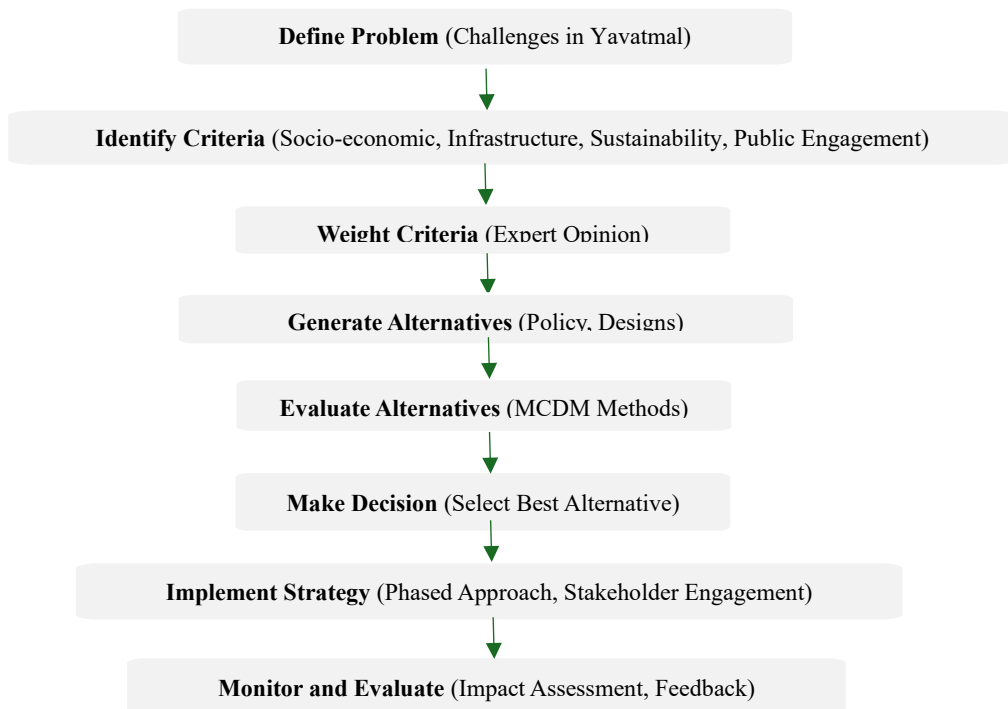 Define Problem (Challenges in Yavatmal)
Identify Criteria (Socio-economic, Infrastructure, Sustainability, Public Engagement)
Weight Criteria (Expert Opinion)
Generate Alternatives (Policy, Designs)
Evaluate Alternatives (MCDM Methods)
Make Decision (Select Best Alternative)
Implement Strategy (Phased Approach, Stakeholder Engagement)
Monitor and Evaluate (Impact Assessment, Feedback)